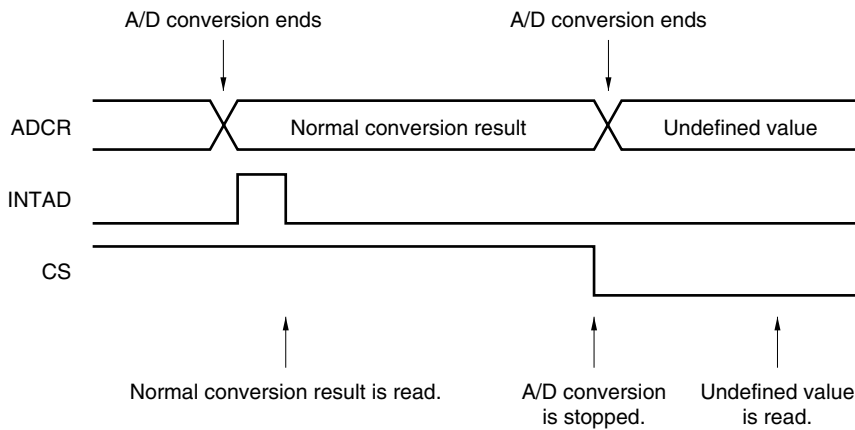 A/D conversion ends
A/D conversion ends
ADCR
Normal conversion result
Undefined value
INTAD
CS
Normal conversion result is read.
A/D conversion
is stopped.
Undefined value
is read.